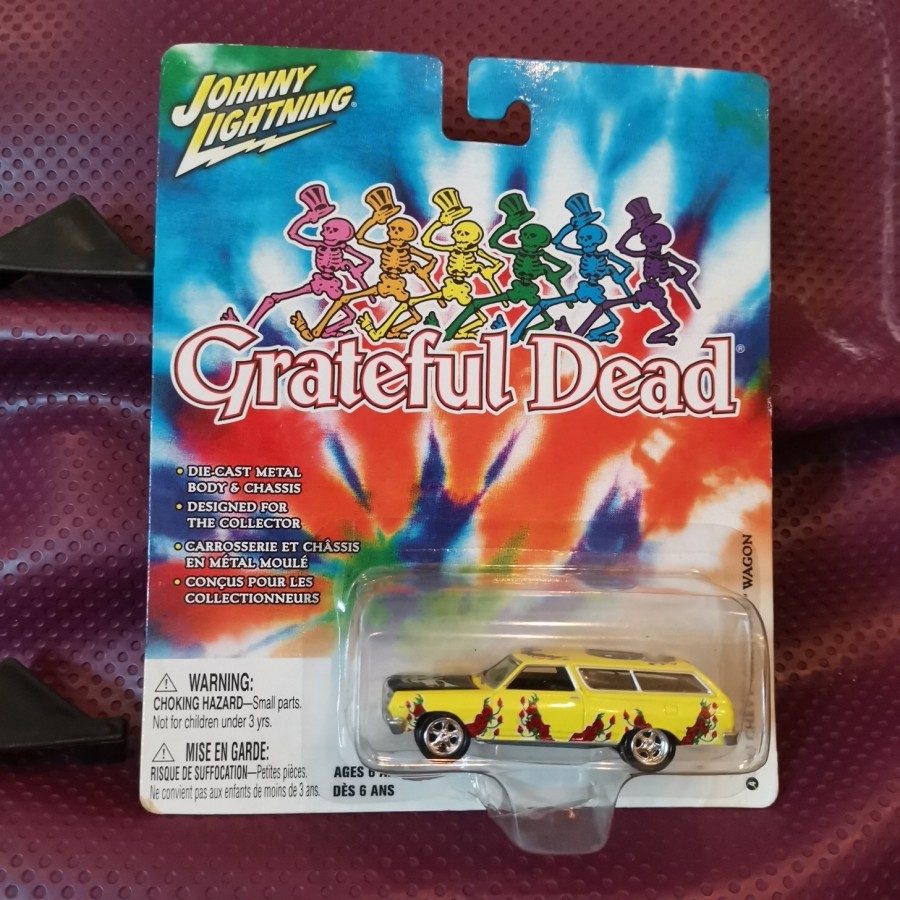 JOHNNY
LIGHTNING®
Grateful Dead®
• DIE-CAST METAL
BODY & CHASSIS
• DESIGNED FOR
THE COLLECTOR
• CARROSSERIE ET CHÂSSIS
EN MÉTAL MOULÉ
• CONÇUS POUR LES
COLLECTIONNEURS
WARNING:
CHOKING HAZARD—Small parts.
Not for children under 3 yrs.
MISE EN GARDE:
RISQUE DE SUFFOCATION—Petites pièces.
Ne convient pas aux enfants de moins de 3 ans.
AGES
DÈS 6 ANS
CHEVY WAGON